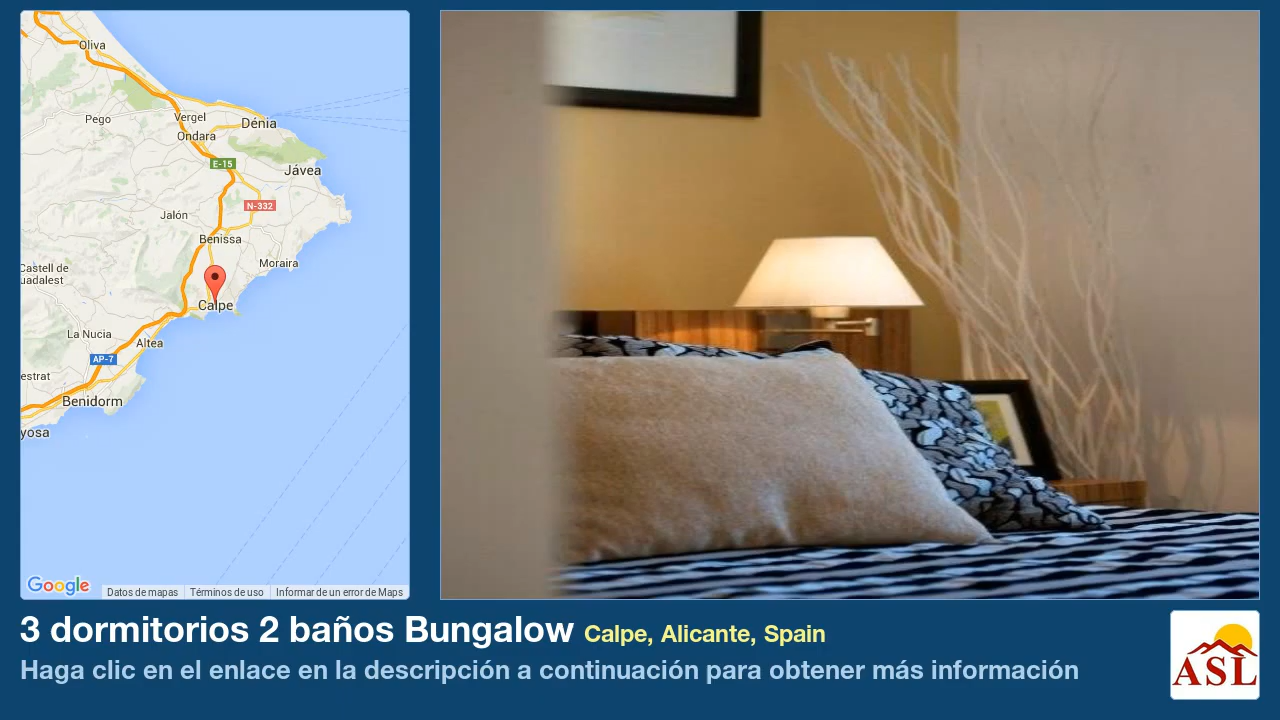 Oliva
Pego
Vergel
Dénia
Ondara
E-15
Jávea
N-332
Jalón
Benissa
Moraira
Castell de
uadalest
Calpe
La Nucia
Altea
AP-7
estrat
Benidorm
yosa
Google
Datos de mapas
Términos de uso
Informar de un error de Maps
3 dormitorios 2 baños Bungalow Calpe, Alicante, Spain
Haga clic en el enlace en la descripción a continuación para obtener más información
ASL